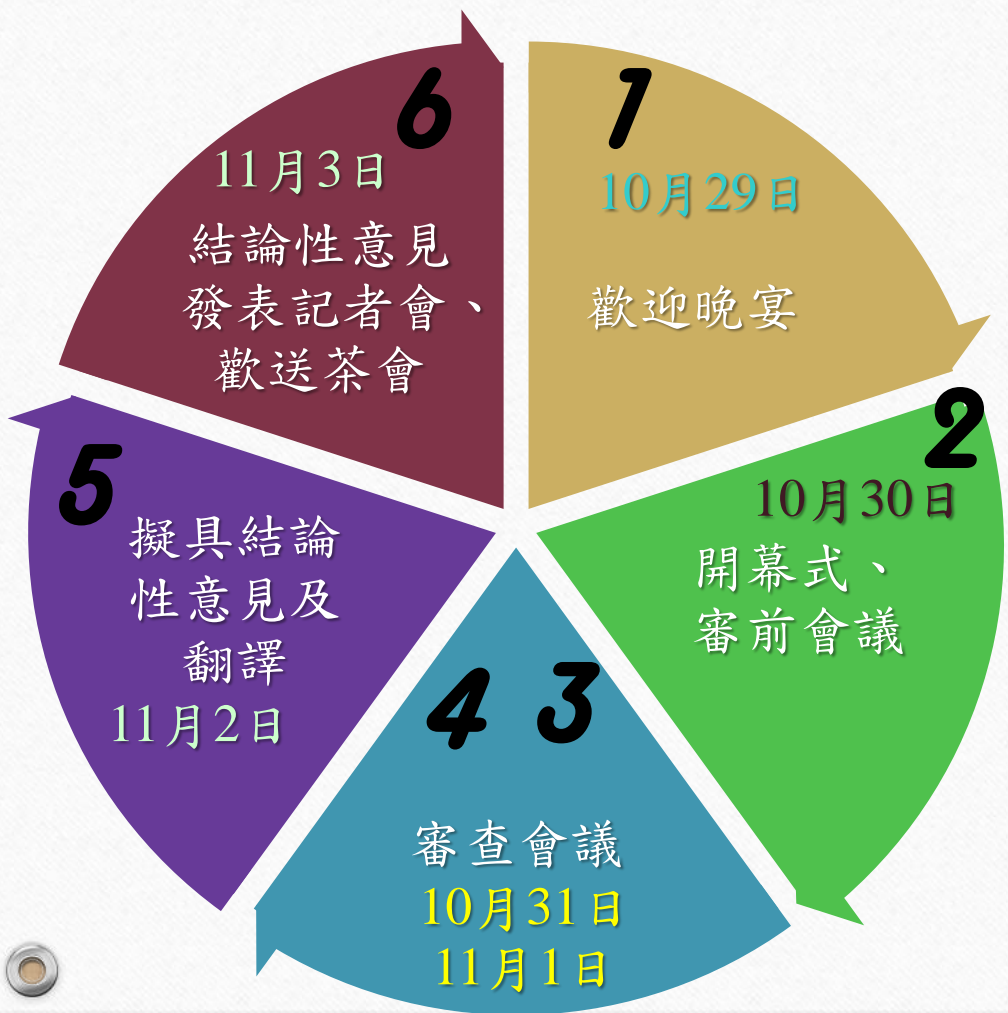 1
10月29日
歡迎晚宴
2
10月30日
開幕式、
審前會議
4 3
審查會議
10月31日
11月1日
5
擬具結論
性意見及
翻譯
11月2日
6
11月3日
結論性意見
發表記者會、
歡送茶會